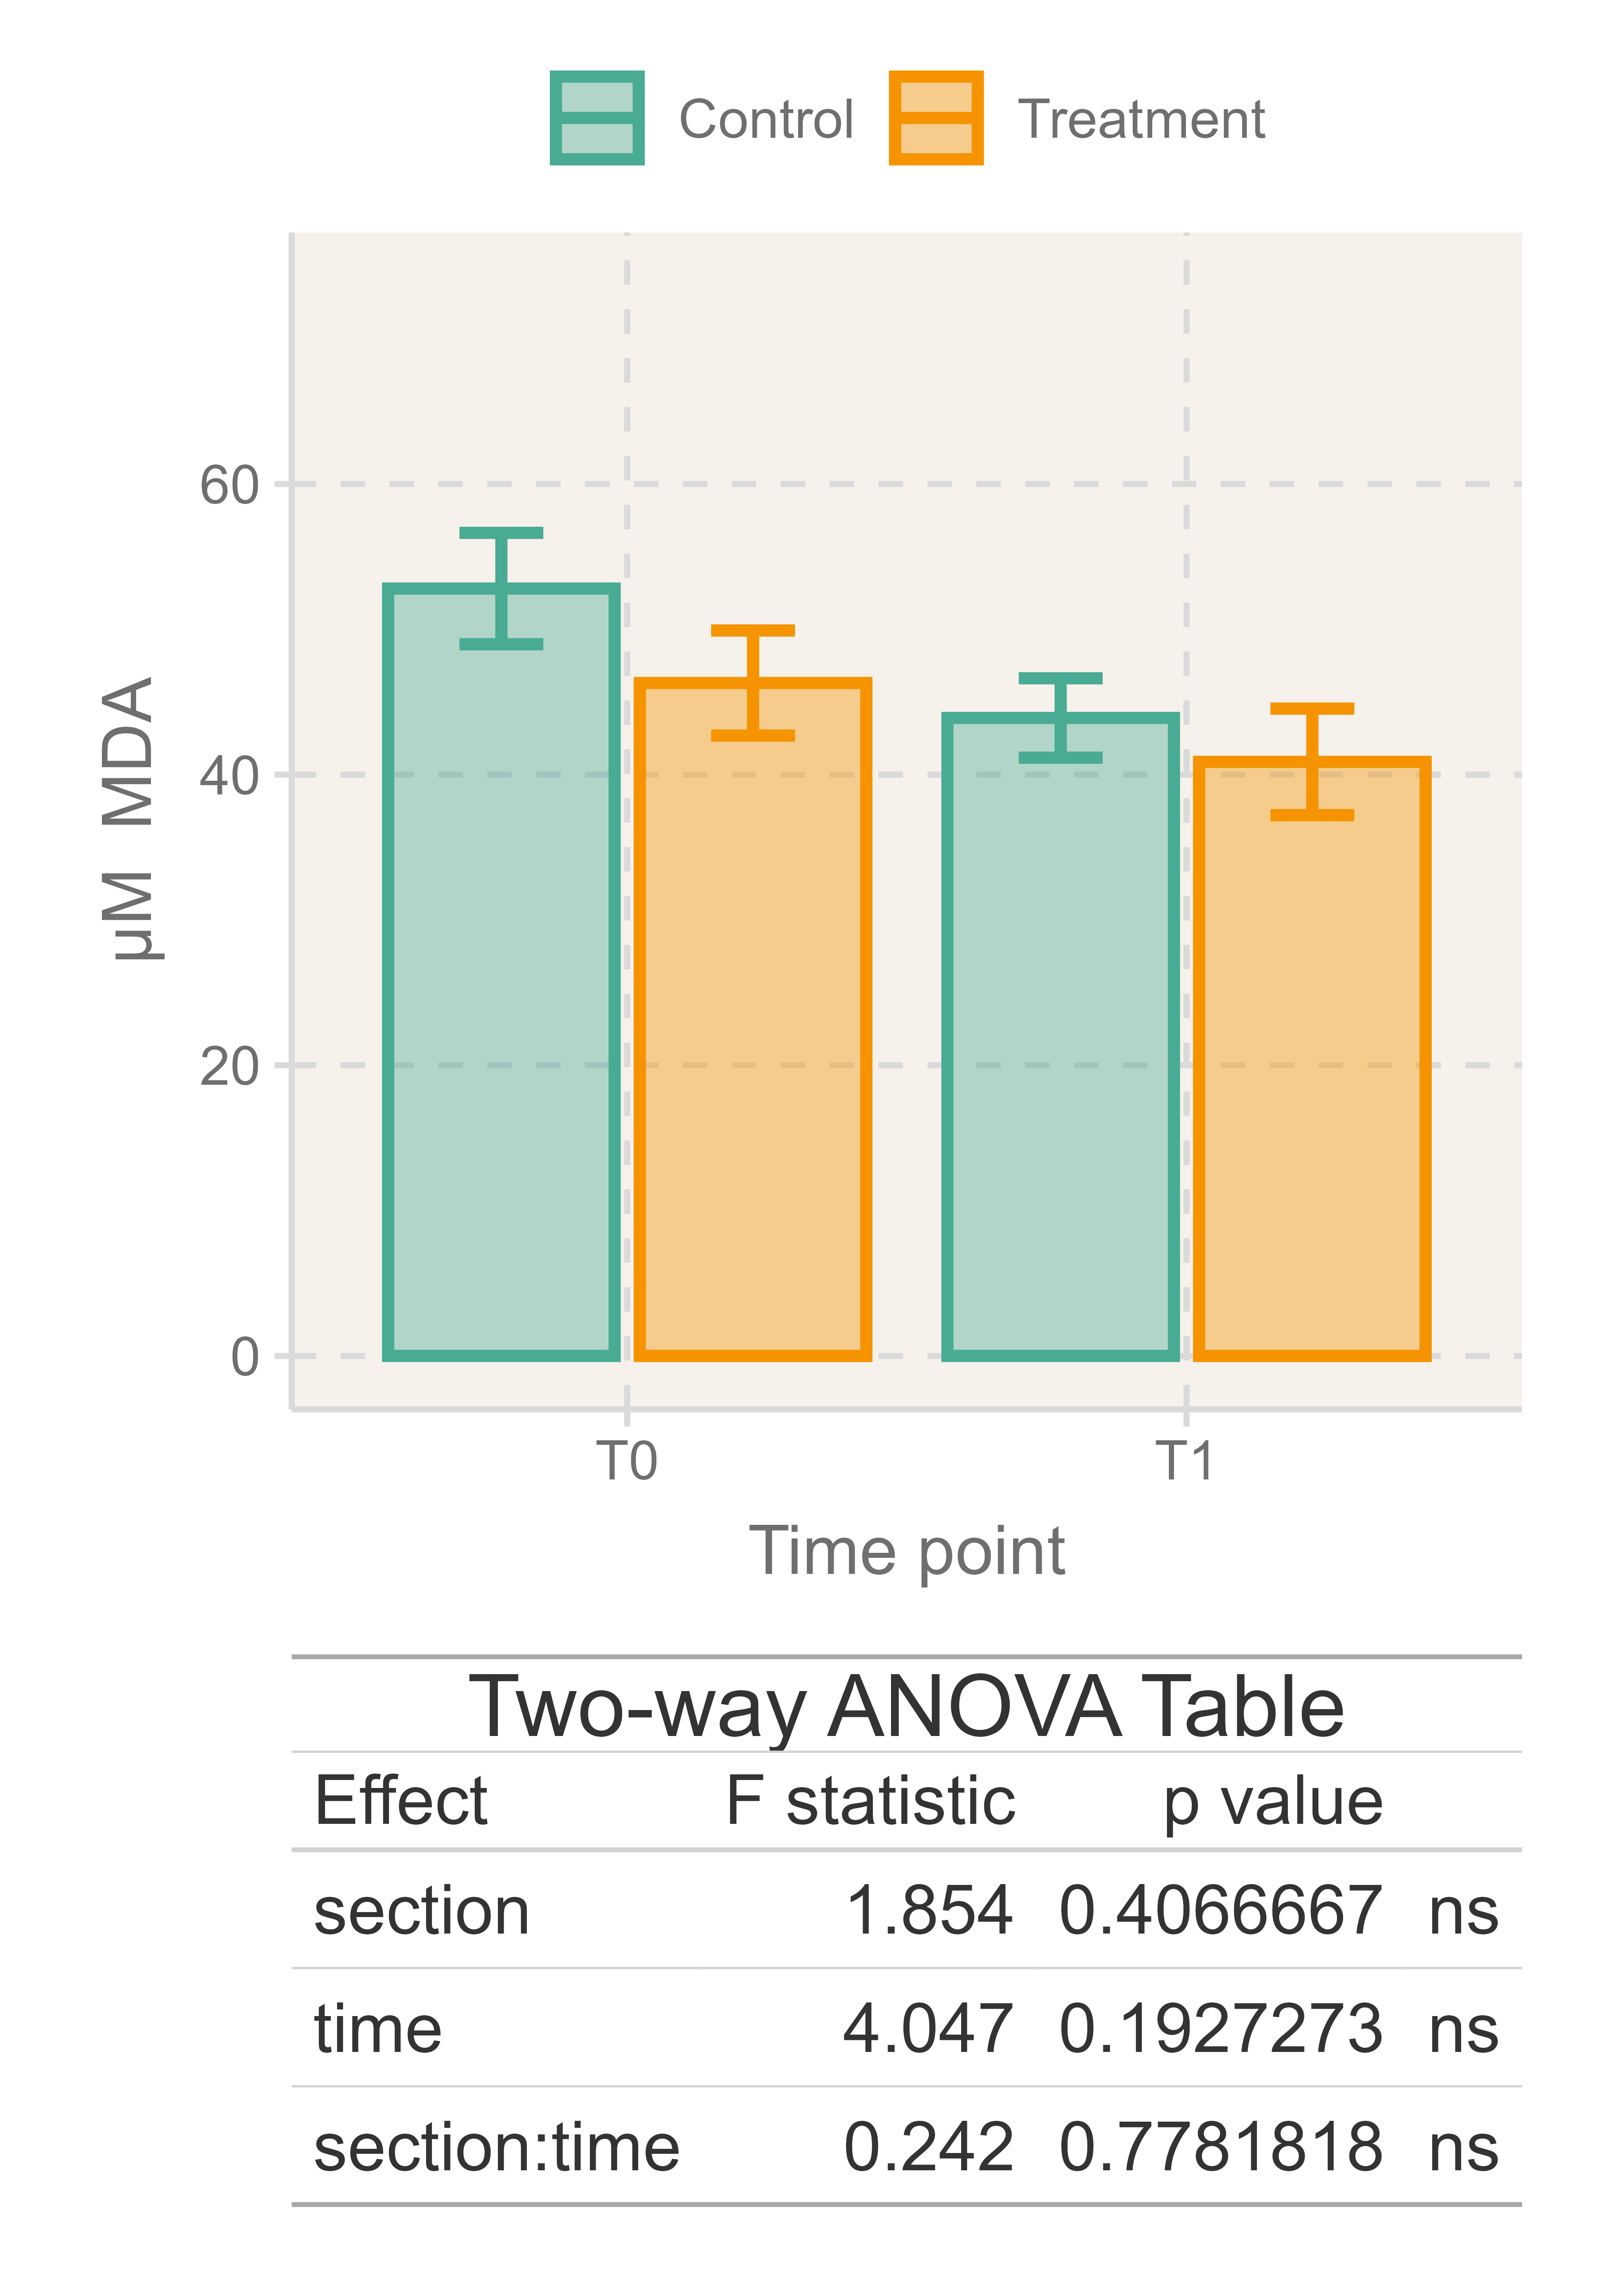 Control Treatment
µM MDA
60
40
20
0
T0 T1
Time point
Two-way ANOVA Table
Effect F statistic p value
section 1.854 0.4066667 ns
time 4.047 0.1927273 ns
section:time 0.242 0.7781818 ns